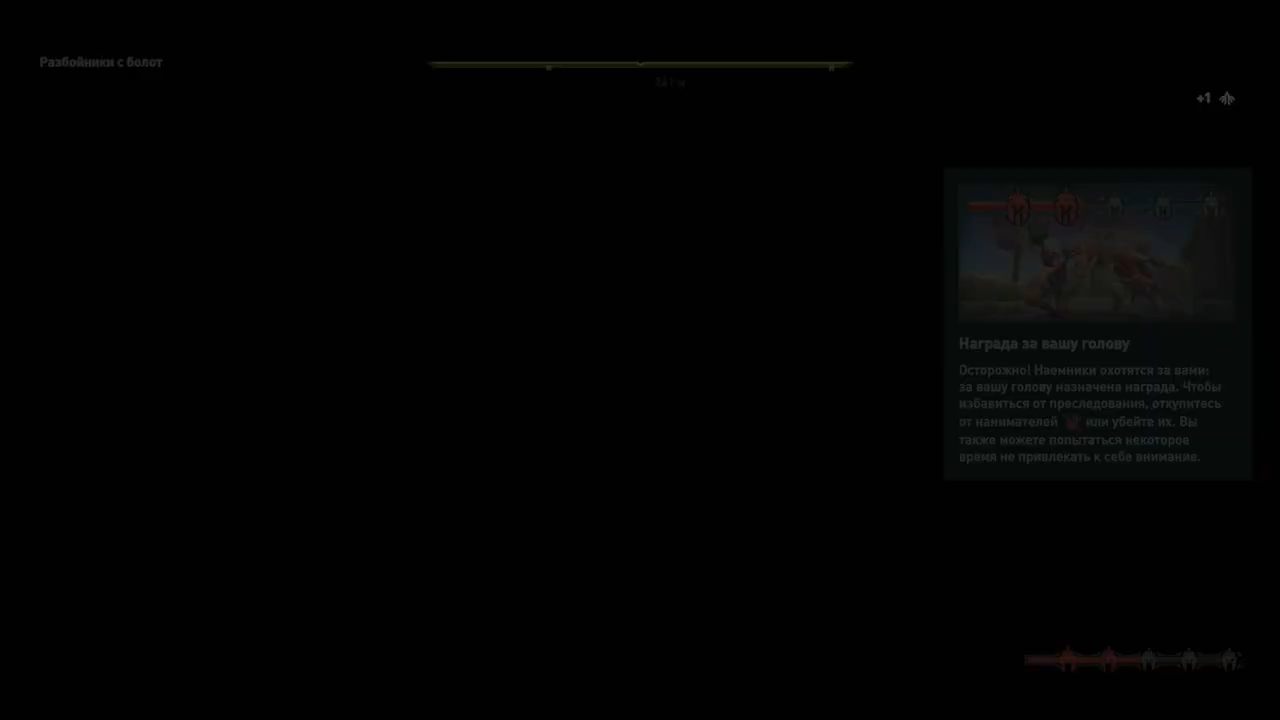 Разбойники с болот
+1
Награда за вашу голову
Осторожно! Наемники охотятся за вами:
за вашу голову назначена награда. Чтобы
избавиться от преследования, откупитесь
от нанимателей или убейте их. Вы
также можете попытаться некоторое
время не привлекать к себе внимания.